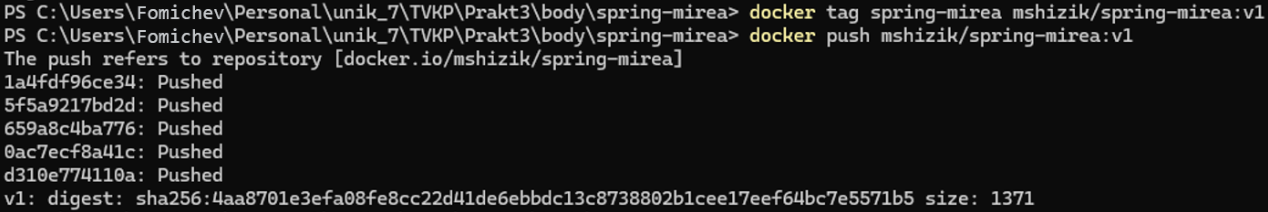 PS C:\Users\Fomichev\Personal\unik_7\TVKP\Prakt3\body\spring-mirea> docker tag spring-mirea mshizik/spring-mirea:v1
PS C:\Users\Fomichev\Personal\unik_7\TVKP\Prakt3\body\spring-mirea> docker push mshizik/spring-mirea:v1
The push refers to repository [docker.io/mshizik/spring-mirea]
1a4fdf96ce34: Pushed
5f5a9217bd2d: Pushed
659a8c4ba776: Pushed
0ac7ecf8a41c: Pushed
d310e774110a: Pushed
v1: digest: sha256:4aa8701e3efa08fe8cc22d41de6ebbdc13c8738802b1cee17eef64bc7e5571b5 size: 1371